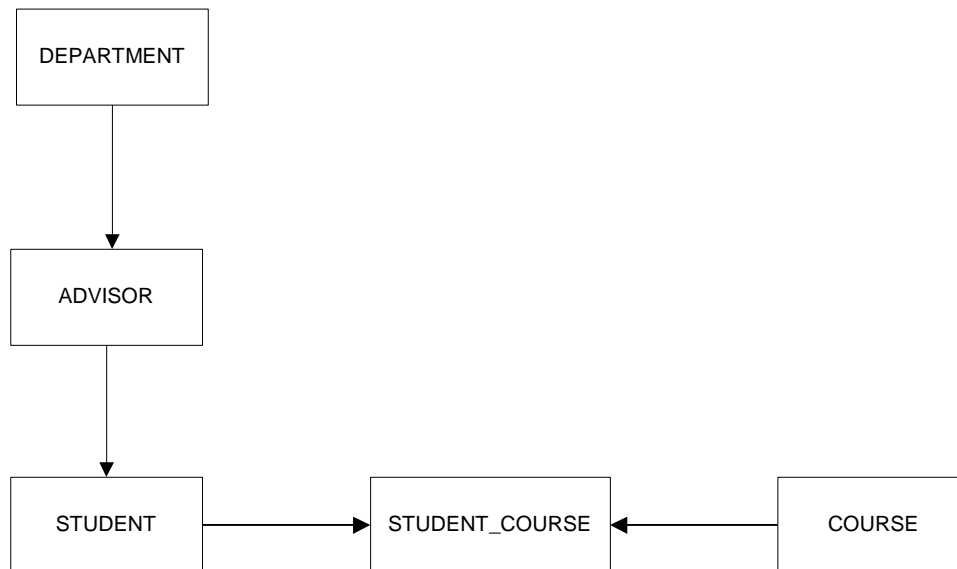 DEPARTMENT
ADVISOR
STUDENT
STUDENT_COURSE
COURSE